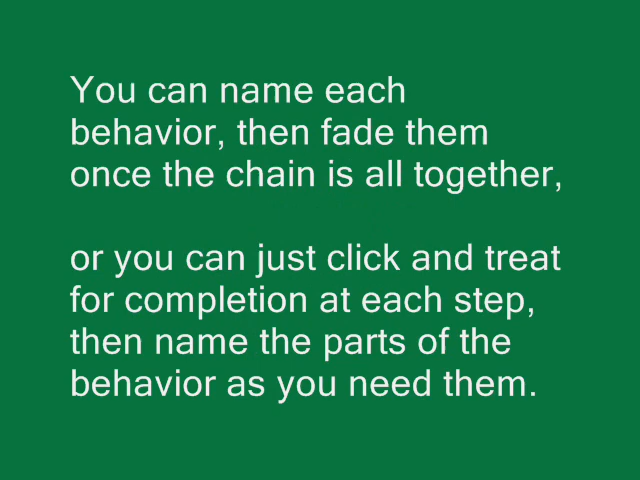 You can name each
behavior, then fade them
once the chain is all together,
or you can just click and treat
for completion at each step,
then name the parts of the
behavior as you need them.